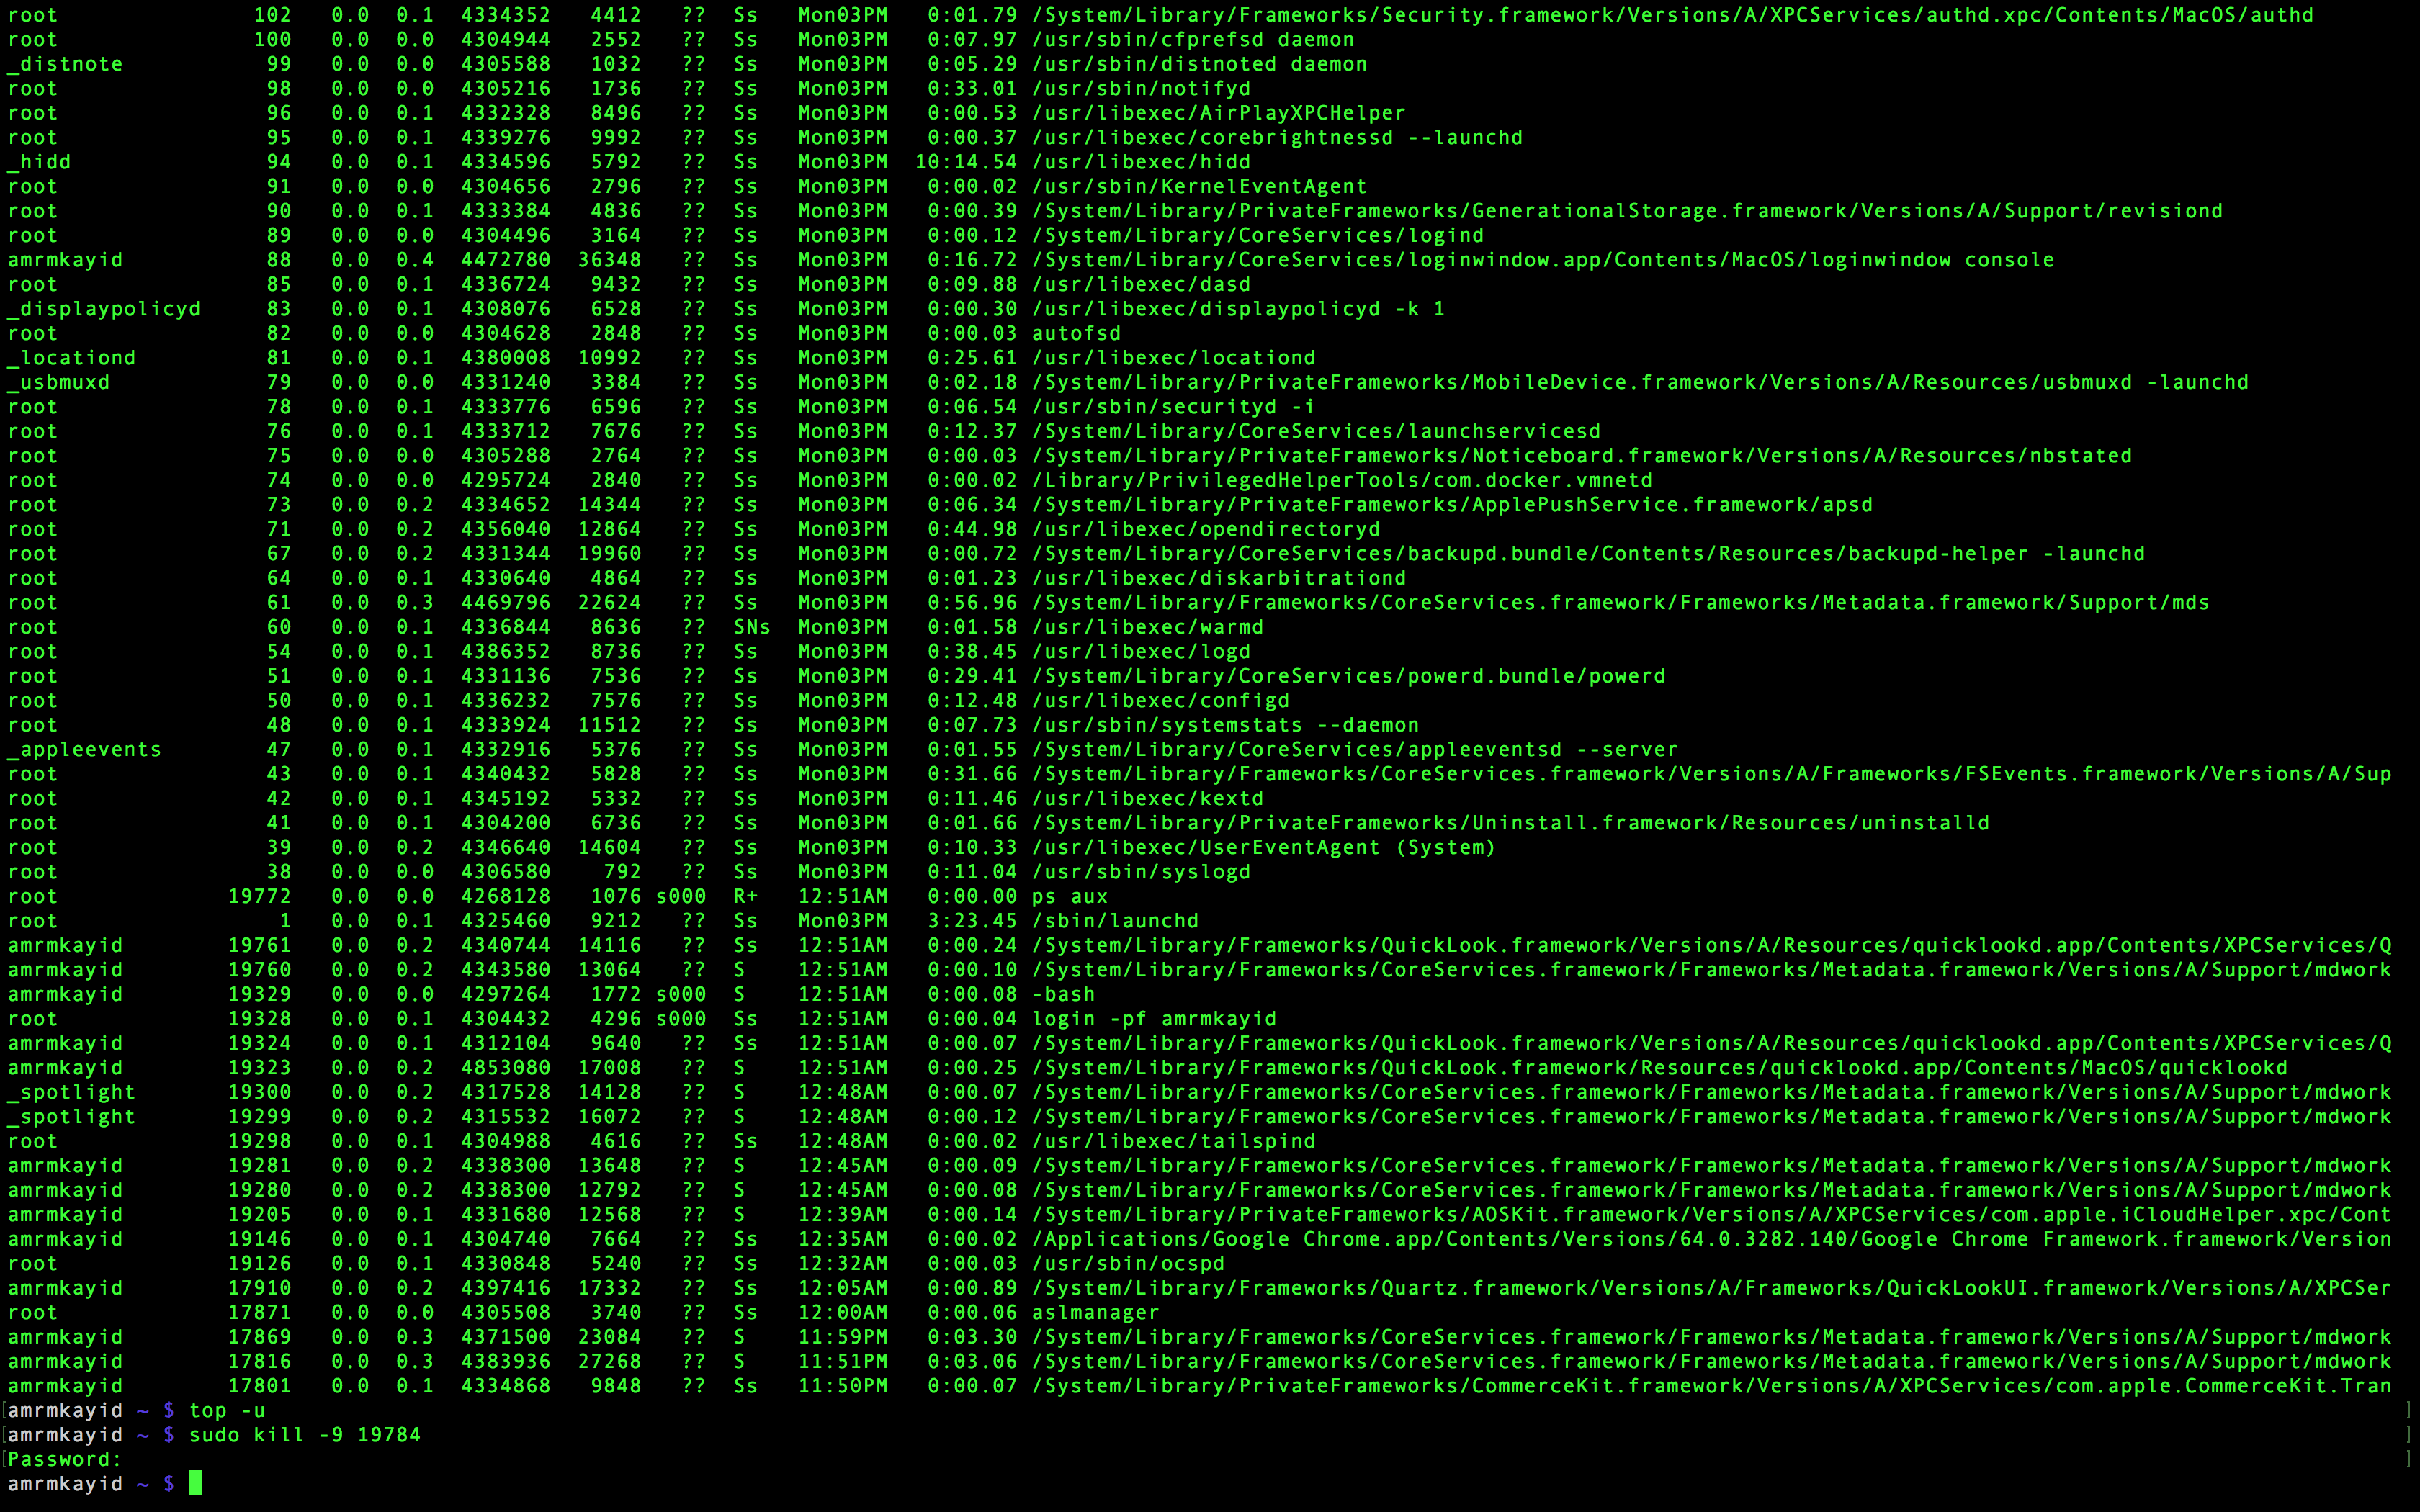 root 102 0.0 0.1 4334352 4412 ?? Ss Mon03PM 0:01.79 /System/Library/Frameworks/Security.framework/Versions/A/XPCServices/authd.xpc/Contents/MacOS/authd
root 100 0.0 0.0 4304944 2552 ?? Ss Mon03PM 0:07.97 /usr/sbin/cfprefsd daemon
_distnote 99 0.0 0.0 4305588 1032 ?? Ss Mon03PM 0:05.29 /usr/sbin/distnoted daemon
root 98 0.0 0.0 4305216 1736 ?? Ss Mon03PM 0:33.01 /usr/sbin/notifyd
root 96 0.0 0.1 4332328 8496 ?? Ss Mon03PM 0:00.53 /usr/libexec/AirPlayXPCHelper
root 95 0.0 0.1 4339276 9992 ?? Ss Mon03PM 0:00.37 /usr/libexec/corebrightnessd --launchd
_hidd 94 0.0 0.1 4334596 5792 ?? Ss Mon03PM 10:14.54 /usr/libexec/hidd
root 91 0.0 0.0 4304656 2796 ?? Ss Mon03PM 0:00.02 /usr/sbin/KernelEventAgent
root 90 0.0 0.1 4333384 4836 ?? Ss Mon03PM 0:00.39 /System/Library/PrivateFrameworks/GenerationalStorage.framework/Versions/A/Support/revisiond
root 89 0.0 0.0 4304496 3164 ?? Ss Mon03PM 0:00.12 /System/Library/CoreServices/logind
amrmkayid 88 0.0 0.4 4472780 36348 ?? Ss Mon03PM 0:16.72 /System/Library/CoreServices/loginwindow.app/Contents/MacOS/loginwindow console
root 85 0.0 0.1 4336724 9432 ?? Ss Mon03PM 0:09.88 /usr/libexec/dasd
_displaypolicyd 83 0.0 0.1 4308076 6528 ?? Ss Mon03PM 0:00.30 /usr/libexec/displaypolicyd -k 1
root 82 0.0 0.0 4304628 2848 ?? Ss Mon03PM 0:00.03 autofsd
_locationd 81 0.0 0.1 4380008 10992 ?? Ss Mon03PM 0:25.61 /usr/libexec/locationd
_usbmuxd 79 0.0 0.0 4331240 3384 ?? Ss Mon03PM 0:02.18 /System/Library/PrivateFrameworks/MobileDevice.framework/Versions/A/Resources/usbmuxd -launchd
root 78 0.0 0.1 4333776 6596 ?? Ss Mon03PM 0:06.54 /usr/sbin/securityd -i
root 76 0.0 0.1 4333712 7676 ?? Ss Mon03PM 0:12.37 /System/Library/CoreServices/launchservicesd
root 75 0.0 0.0 4305288 2764 ?? Ss Mon03PM 0:00.03 /System/Library/PrivateFrameworks/Noticeboard.framework/Versions/A/Resources/nbstated
root 74 0.0 0.0 4295724 2840 ?? Ss Mon03PM 0:00.02 /Library/PrivilegedHelperTools/com.docker.vmnetd
root 73 0.0 0.2 4334652 14344 ?? Ss Mon03PM 0:06.34 /System/Library/PrivateFrameworks/ApplePushService.framework/apsd
root 71 0.0 0.2 4356040 12864 ?? Ss Mon03PM 0:44.98 /usr/libexec/opendirectoryd
root 67 0.0 0.2 4331344 19960 ?? Ss Mon03PM 0:00.72 /System/Library/CoreServices/backupd.bundle/Contents/Resources/backupd-helper -launchd
root 64 0.0 0.1 4330640 4864 ?? Ss Mon03PM 0:01.23 /usr/libexec/diskarbitrationd
root 61 0.0 0.3 4469796 22624 ?? Ss Mon03PM 0:56.96 /System/Library/Frameworks/CoreServices.framework/Frameworks/Metadata.framework/Support/mds
root 60 0.0 0.1 4336844 8636 ?? SNs Mon03PM 0:01.58 /usr/libexec/warmd
root 54 0.0 0.1 4386352 8736 ?? Ss Mon03PM 0:38.45 /usr/libexec/logd
root 51 0.0 0.1 4331136 7536 ?? Ss Mon03PM 0:29.41 /System/Library/CoreServices/powerd.bundle/powerd
root 50 0.0 0.1 4336232 7576 ?? Ss Mon03PM 0:12.48 /usr/libexec/configd
root 48 0.0 0.1 4333924 11512 ?? Ss Mon03PM 0:07.73 /usr/sbin/systemstats --daemon
_appleevents 47 0.0 0.1 4332916 5376 ?? Ss Mon03PM 0:01.55 /System/Library/CoreServices/appleeventsd --server
root 43 0.0 0.1 4340432 5828 ?? Ss Mon03PM 0:31.66 /System/Library/Frameworks/CoreServices.framework/Versions/A/Frameworks/FSEvents.framework/Versions/A/Sup
root 42 0.0 0.1 4345192 5332 ?? Ss Mon03PM 0:11.46 /usr/libexec/kextd
root 41 0.0 0.1 4304200 6736 ?? Ss Mon03PM 0:01.66 /System/Library/PrivateFrameworks/Uninstall.framework/Resources/uninstalld
root 39 0.0 0.2 4346640 14604 ?? Ss Mon03PM 0:10.33 /usr/libexec/UserEventAgent (System)
root 38 0.0 0.0 4306580 792 ?? Ss Mon03PM 0:11.04 /usr/sbin/syslogd
root 19772 0.0 0.0 4268128 1076 s000 R+ 12:51AM 0:00.00 ps aux
root 1 0.0 0.1 4325460 9212 ?? Ss Mon03PM 3:23.45 /sbin/launchd
amrmkayid 19761 0.0 0.2 4340744 14116 ?? Ss 12:51AM 0:00.24 /System/Library/Frameworks/QuickLook.framework/Versions/A/Resources/quicklookd.app/Contents/XPCServices/Q
amrmkayid 19760 0.0 0.2 4343580 13064 ?? S 12:51AM 0:00.10 /System/Library/Frameworks/CoreServices.framework/Frameworks/Metadata.framework/Versions/A/Support/mdwork
amrmkayid 19329 0.0 0.0 4297264 1772 s000 S 12:51AM 0:00.08 -bash
root 19328 0.0 0.1 4304432 4296 s000 Ss 12:51AM 0:00.04 login -pf amrmkayid
amrmkayid 19324 0.0 0.1 4312104 9640 ?? Ss 12:51AM 0:00.07 /System/Library/Frameworks/QuickLook.framework/Versions/A/Resources/quicklookd.app/Contents/XPCServices/Q
amrmkayid 19323 0.0 0.2 4853080 17008 ?? S 12:51AM 0:00.25 /System/Library/Frameworks/QuickLook.framework/Resources/quicklookd.app/Contents/MacOS/quicklookd
_spotlight 19300 0.0 0.2 4317528 14128 ?? S 12:48AM 0:00.07 /System/Library/Frameworks/CoreServices.framework/Frameworks/Metadata.framework/Versions/A/Support/mdwork
_spotlight 19299 0.0 0.2 4315532 16072 ?? S 12:48AM 0:00.12 /System/Library/Frameworks/CoreServices.framework/Frameworks/Metadata.framework/Versions/A/Support/mdwork
root 19298 0.0 0.1 4304988 4616 ?? Ss 12:48AM 0:00.02 /usr/libexec/tailspind
amrmkayid 19281 0.0 0.2 4338300 13648 ?? S 12:45AM 0:00.09 /System/Library/Frameworks/CoreServices.framework/Frameworks/Metadata.framework/Versions/A/Support/mdwork
amrmkayid 19280 0.0 0.2 4338300 12792 ?? S 12:45AM 0:00.08 /System/Library/Frameworks/CoreServices.framework/Frameworks/Metadata.framework/Versions/A/Support/mdwork
amrmkayid 19205 0.0 0.1 4331680 12568 ?? S 12:39AM 0:00.14 /System/Library/PrivateFrameworks/AOSKit.framework/Versions/A/XPCServices/com.apple.iCloudHelper.xpc/Cont
amrmkayid 19146 0.0 0.1 4304740 7664 ?? Ss 12:35AM 0:00.02 /Applications/Google Chrome.app/Contents/Versions/64.0.3282.140/Google Chrome Framework.framework/Version
root 19126 0.0 0.1 4330848 5240 ?? Ss 12:32AM 0:00.03 /usr/sbin/ocspd
amrmkayid 17910 0.0 0.2 4397416 17332 ?? Ss 12:05AM 0:00.89 /System/Library/Frameworks/Quartz.framework/Versions/A/Frameworks/QuickLookUI.framework/Versions/A/XPCSer
root 17871 0.0 0.0 4305508 3740 ?? Ss 12:00AM 0:00.06 aslmanager
amrmkayid 17869 0.0 0.3 4371500 23084 ?? S 11:59PM 0:03.30 /System/Library/Frameworks/CoreServices.framework/Frameworks/Metadata.framework/Versions/A/Support/mdwork
amrmkayid 17816 0.0 0.3 4383936 27268 ?? S 11:51PM 0:03.06 /System/Library/Frameworks/CoreServices.framework/Frameworks/Metadata.framework/Versions/A/Support/mdwork
amrmkayid 17801 0.0 0.1 4334868 9848 ?? Ss 11:50PM 0:00.07 /System/Library/PrivateFrameworks/CommerceKit.framework/Versions/A/XPCServices/com.apple.CommerceKit.Tran
[amrmkayid ~ $ top -u ]
[amrmkayid ~ $ sudo kill -9 19784 ]
[Password: ]
amrmkayid ~ $